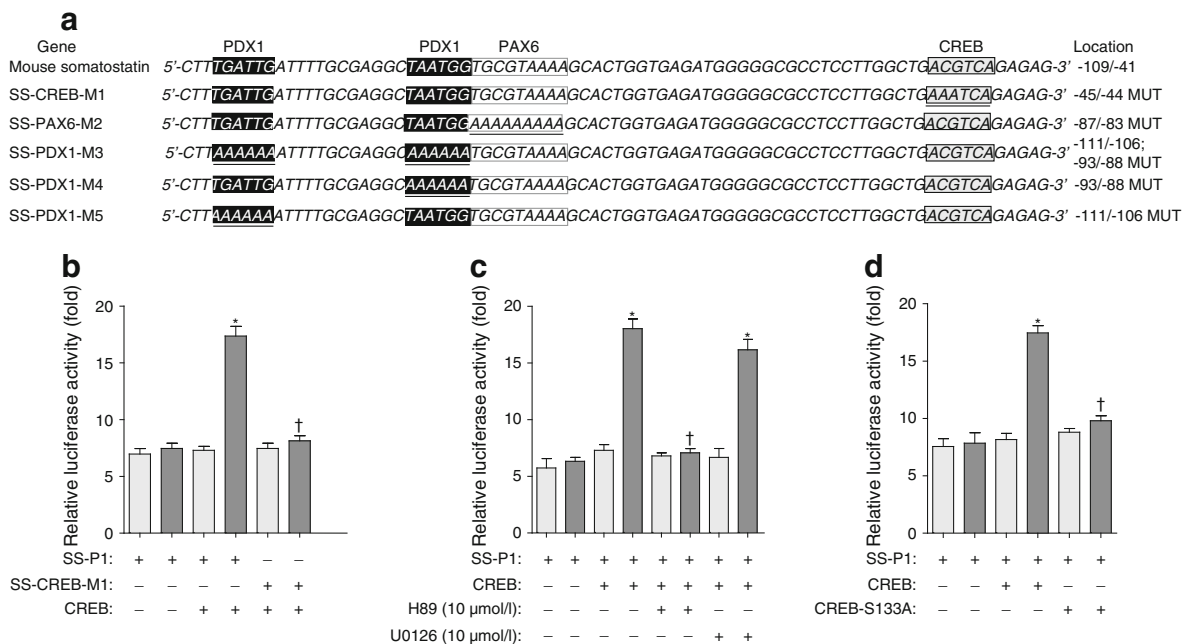 a
Gene PDX1 PDX1 PAX6 CREB Location
Mouse somatostatin 5’-CTTTGATTGATTTTGCGAGGCTAATGGTGCGTAAAAGCACTGGTGAGATGGGGGCGCCTCCTTGGCTGACGTCAGAGAG-3’ -109/-41
SS-CREB-M1 5’-CTTTGATTGATTTTGCGAGGCTAATGGTGCGTAAAAGCACTGGTGAGATGGGGGCGCCTCCTTGGCTGAAATCAGAGAG-3’ -45/-44 MUT
SS-PAX6-M2 5’-CTTTGATTGATTTTGCGAGGCTAATGGAAAAAAAAAGCACTGGTGAGATGGGGGCGCCTCCTTGGCTGACGTCAGAGAG-3’ -87/-83 MUT
SS-PDX1-M3 5’-CTTAAAAAAATTTTGCGAGGCAAAAAATGCGTAAAAGCACTGGTGAGATGGGGGCGCCTCCTTGGCTGACGTCAGAGAG-3’ -111/-106; -93/-88 MUT
SS-PDX1-M4 5’-CTTTGATTGATTTTGCGAGGCAAAAAATGCGTAAAAGCACTGGTGAGATGGGGGCGCCTCCTTGGCTGACGTCAGAGAG-3’ -93/-88 MUT
SS-PDX1-M5 5’-CTTAAAAAAATTTTGCGAGGCTAATGGTGCGTAAAAGCACTGGTGAGATGGGGGCGCCTCCTTGGCTGACGTCAGAGAG-3’ -111/-106 MUT
b
Relative luciferase activity (fold)
20
15
10
5
0
*
†
SS-P1: + + + + – –
SS-CREB-M1: – – – – + +
CREB: – – + + + +
c
Relative luciferase activity (fold)
20
15
10
5
0
*
†
*
SS-P1: + + + + + + + +
CREB: – – + + + + + +
H89 (10 µmol/l): – – – – + + – –
U0126 (10 µmol/l): – – – – – – + +
d
Relative luciferase activity (fold)
20
15
10
5
0
*
†
SS-P1: + + + + + +
CREB: – – + + – –
CREB-S133A: – – – – + +